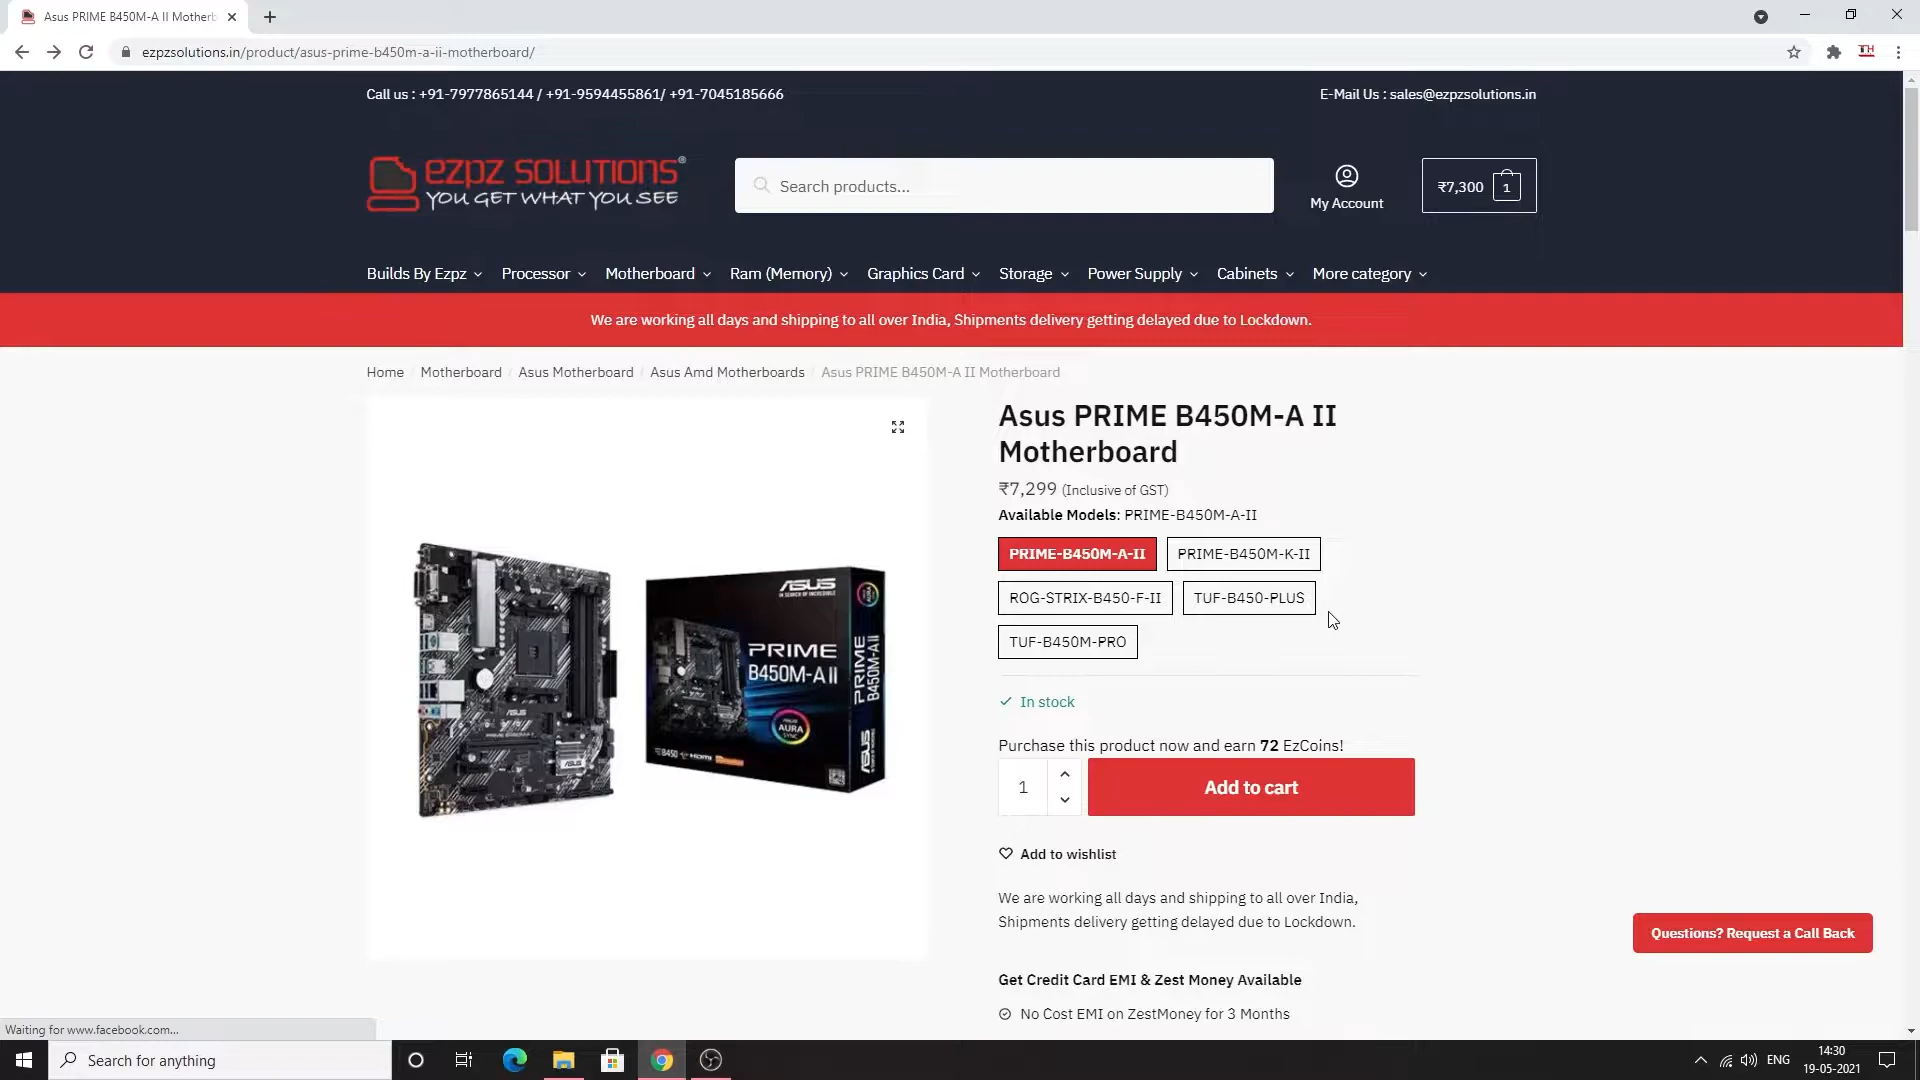 Asus PRIME B450M-A II Motherb
ezpzsolutions.in/product/asus-prime-b450m-a-ii-motherboard/
Call us : +91-7977865144 / +91-9594455861/ +91-7045185666
E-Mail Us : sales@ezpzsolutions.in
ezpz SOLUTIONS®
YOU GET WHAT YOU SEE
Search products...
My Account
₹7,300 1
Builds By Ezpz Processor Motherboard Ram (Memory) Graphics Card Storage Power Supply Cabinets More category
We are working all days and shipping to all over India, Shipments delivery getting delayed due to Lockdown.
Home / Motherboard / Asus Motherboard / Asus Amd Motherboards / Asus PRIME B450M-A II Motherboard
Asus PRIME B450M-A II
Motherboard
₹7,299 (Inclusive of GST)
Available Models: PRIME-B450M-A-II
PRIME-B450M-A-II PRIME-B450M-K-II
ROG-STRIX-B450-F-II TUF-B450-PLUS
TUF-B450M-PRO
ASUS
IN SEARCH OF INCREDIBLE
PRIME
B450M-A II
PRIME
B450M-A II
AURA
SYNC
B450 HDMI
ASUS
ASUS
ASUS
In stock
Purchase this product now and earn 72 EzCoins!
1
Add to cart
Add to wishlist
We are working all days and shipping to all over India,
Shipments delivery getting delayed due to Lockdown.
Questions? Request a Call Back
Get Credit Card EMI & Zest Money Available
No Cost EMI on ZestMoney for 3 Months
Waiting for www.facebook.com...
Search for anything
ENG
14:30
19-05-2021